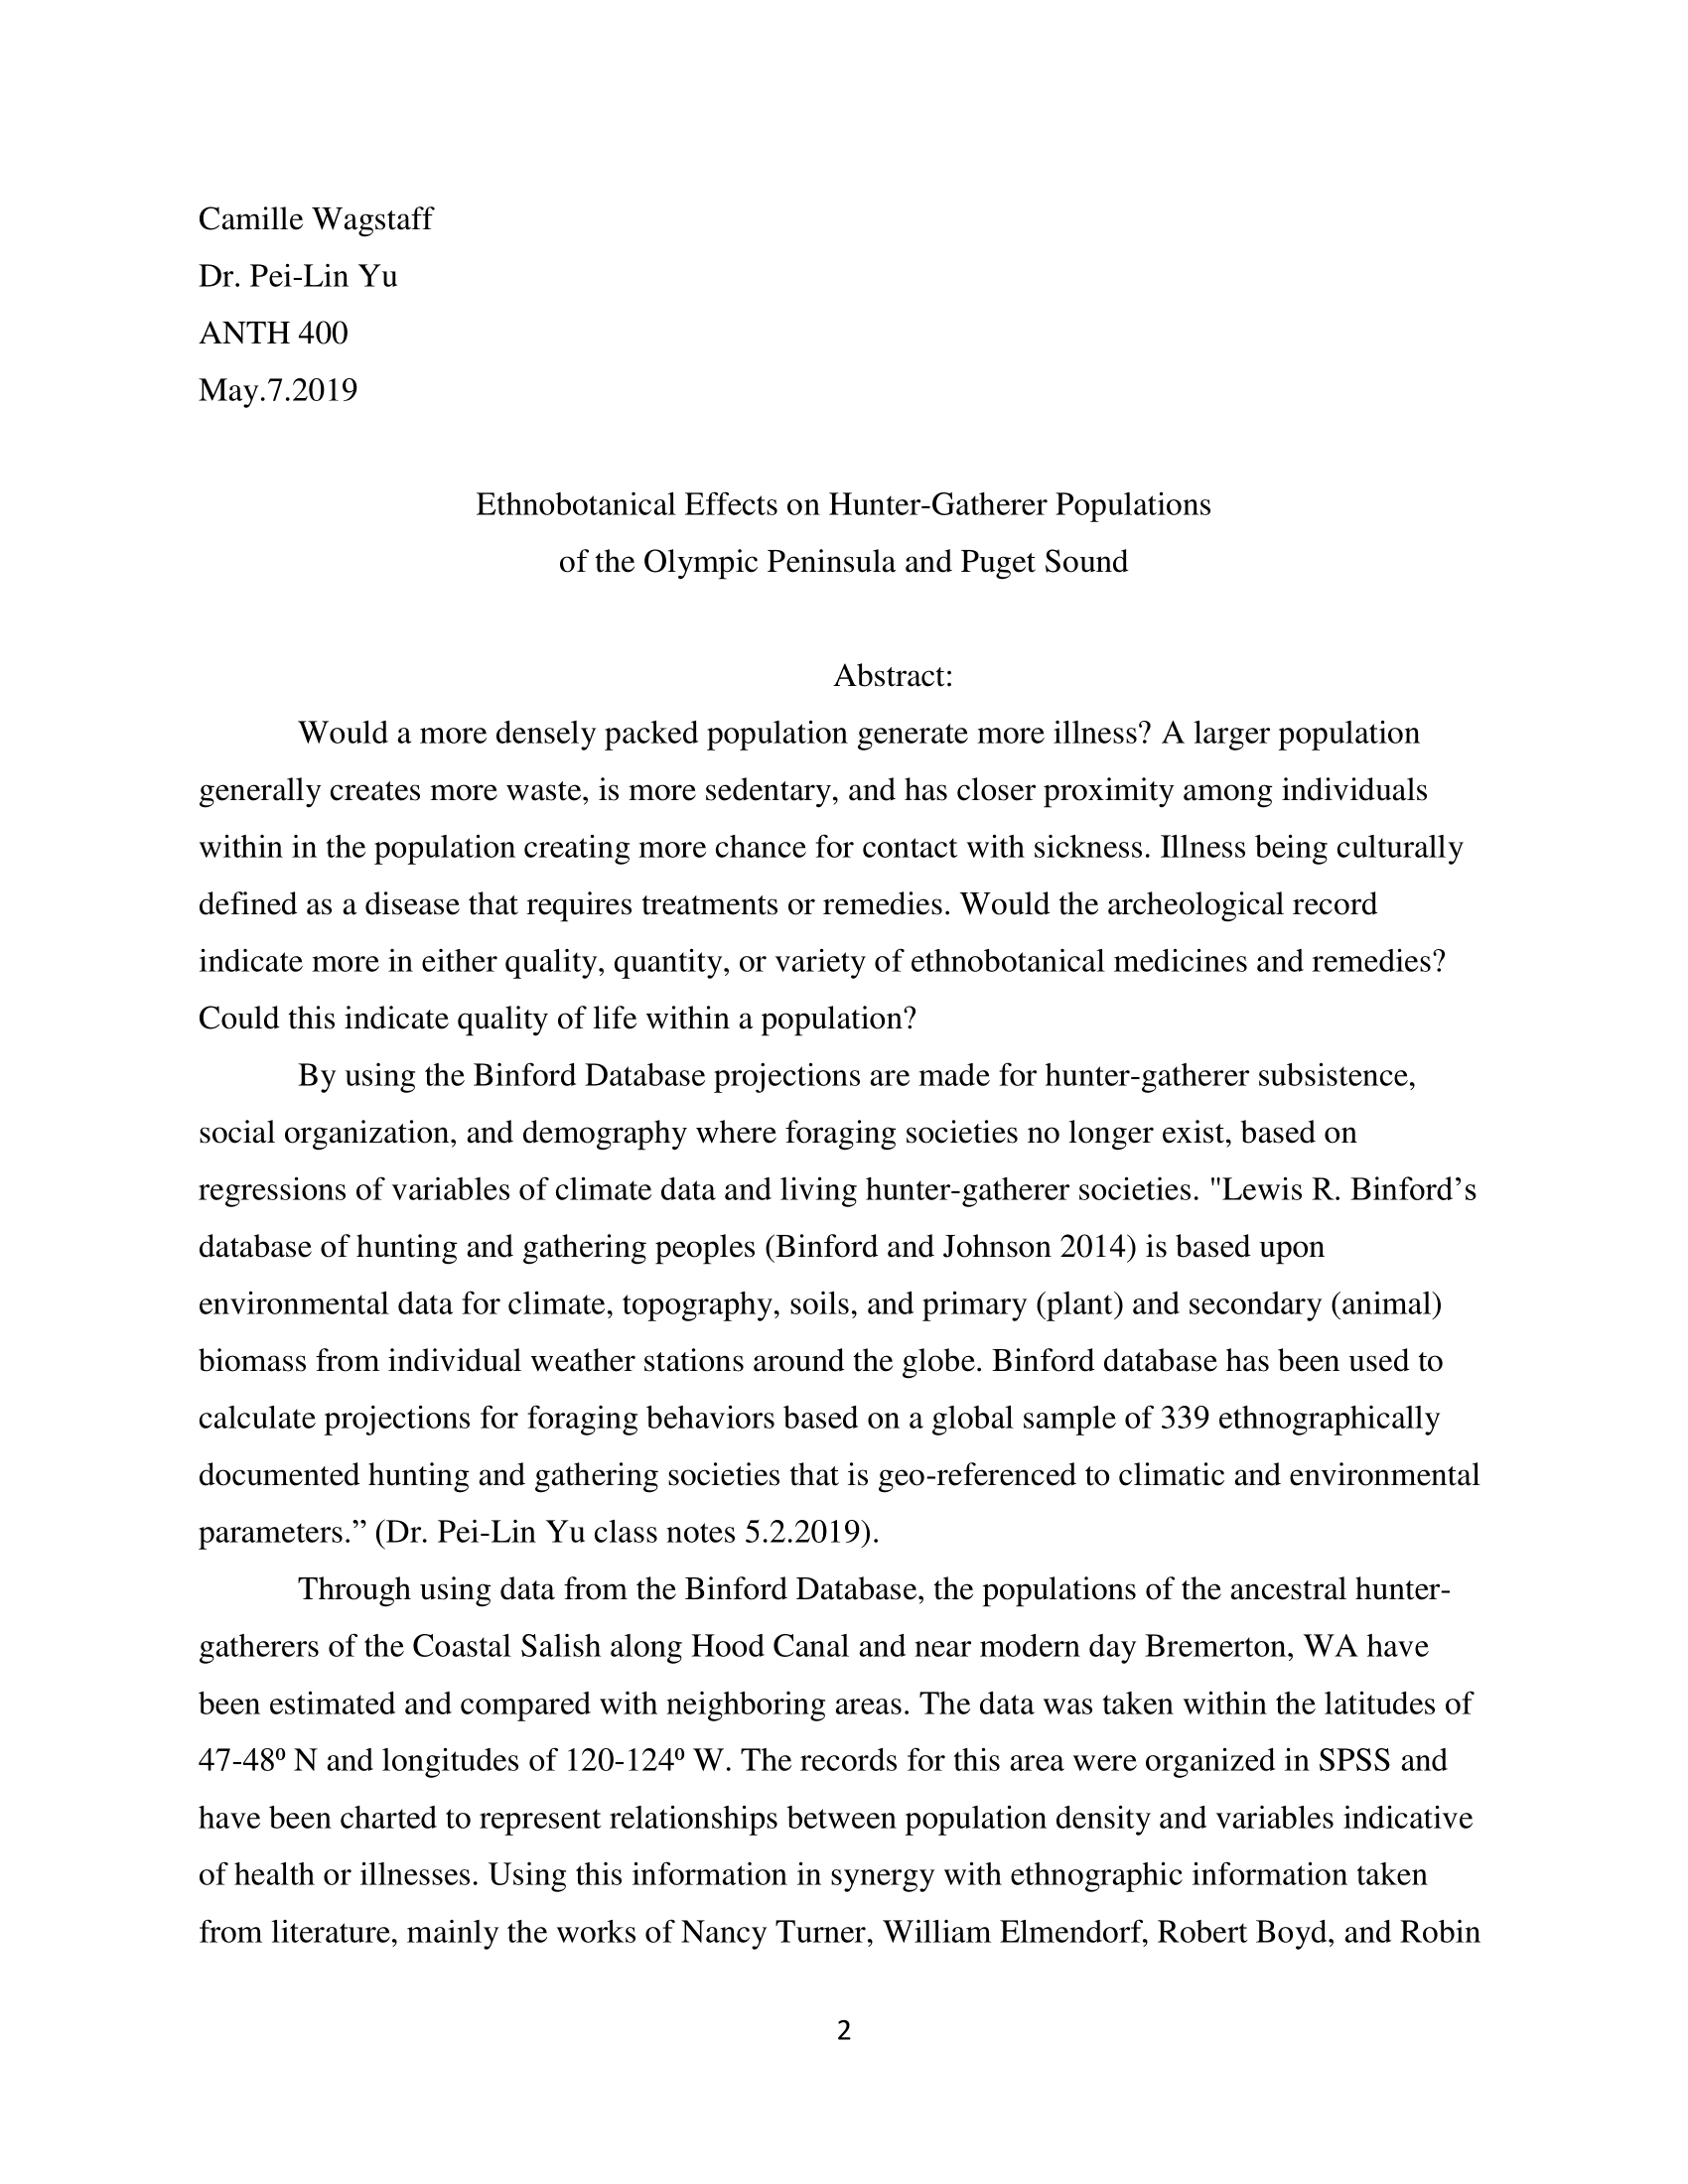 Camille Wagstaff
Dr. Pei-Lin Yu
ANTH 400
May.7.2019
Ethnobotanical Effects on Hunter-Gatherer Populations
of the Olympic Peninsula and Puget Sound
Abstract:
Would a more densely packed population generate more illness? A larger population
generally creates more waste, is more sedentary, and has closer proximity among individuals
within in the population creating more chance for contact with sickness. Illness being culturally
defined as a disease that requires treatments or remedies. Would the archeological record
indicate more in either quality, quantity, or variety of ethnobotanical medicines and remedies?
Could this indicate quality of life within a population?
By using the Binford Database projections are made for hunter-gatherer subsistence,
social organization, and demography where foraging societies no longer exist, based on
regressions of variables of climate data and living hunter-gatherer societies. "Lewis R. Binford’s
database of hunting and gathering peoples (Binford and Johnson 2014) is based upon
environmental data for climate, topography, soils, and primary (plant) and secondary (animal)
biomass from individual weather stations around the globe. Binford database has been used to
calculate projections for foraging behaviors based on a global sample of 339 ethnographically
documented hunting and gathering societies that is geo-referenced to climatic and environmental
parameters.” (Dr. Pei-Lin Yu class notes 5.2.2019).
Through using data from the Binford Database, the populations of the ancestral hunter-
gatherers of the Coastal Salish along Hood Canal and near modern day Bremerton, WA have
been estimated and compared with neighboring areas. The data was taken within the latitudes of
47-48⁰ N and longitudes of 120-124⁰ W. The records for this area were organized in SPSS and
have been charted to represent relationships between population density and variables indicative
of health or illnesses. Using this information in synergy with ethnographic information taken
from literature, mainly the works of Nancy Turner, William Elmendorf, Robert Boyd, and Robin
2